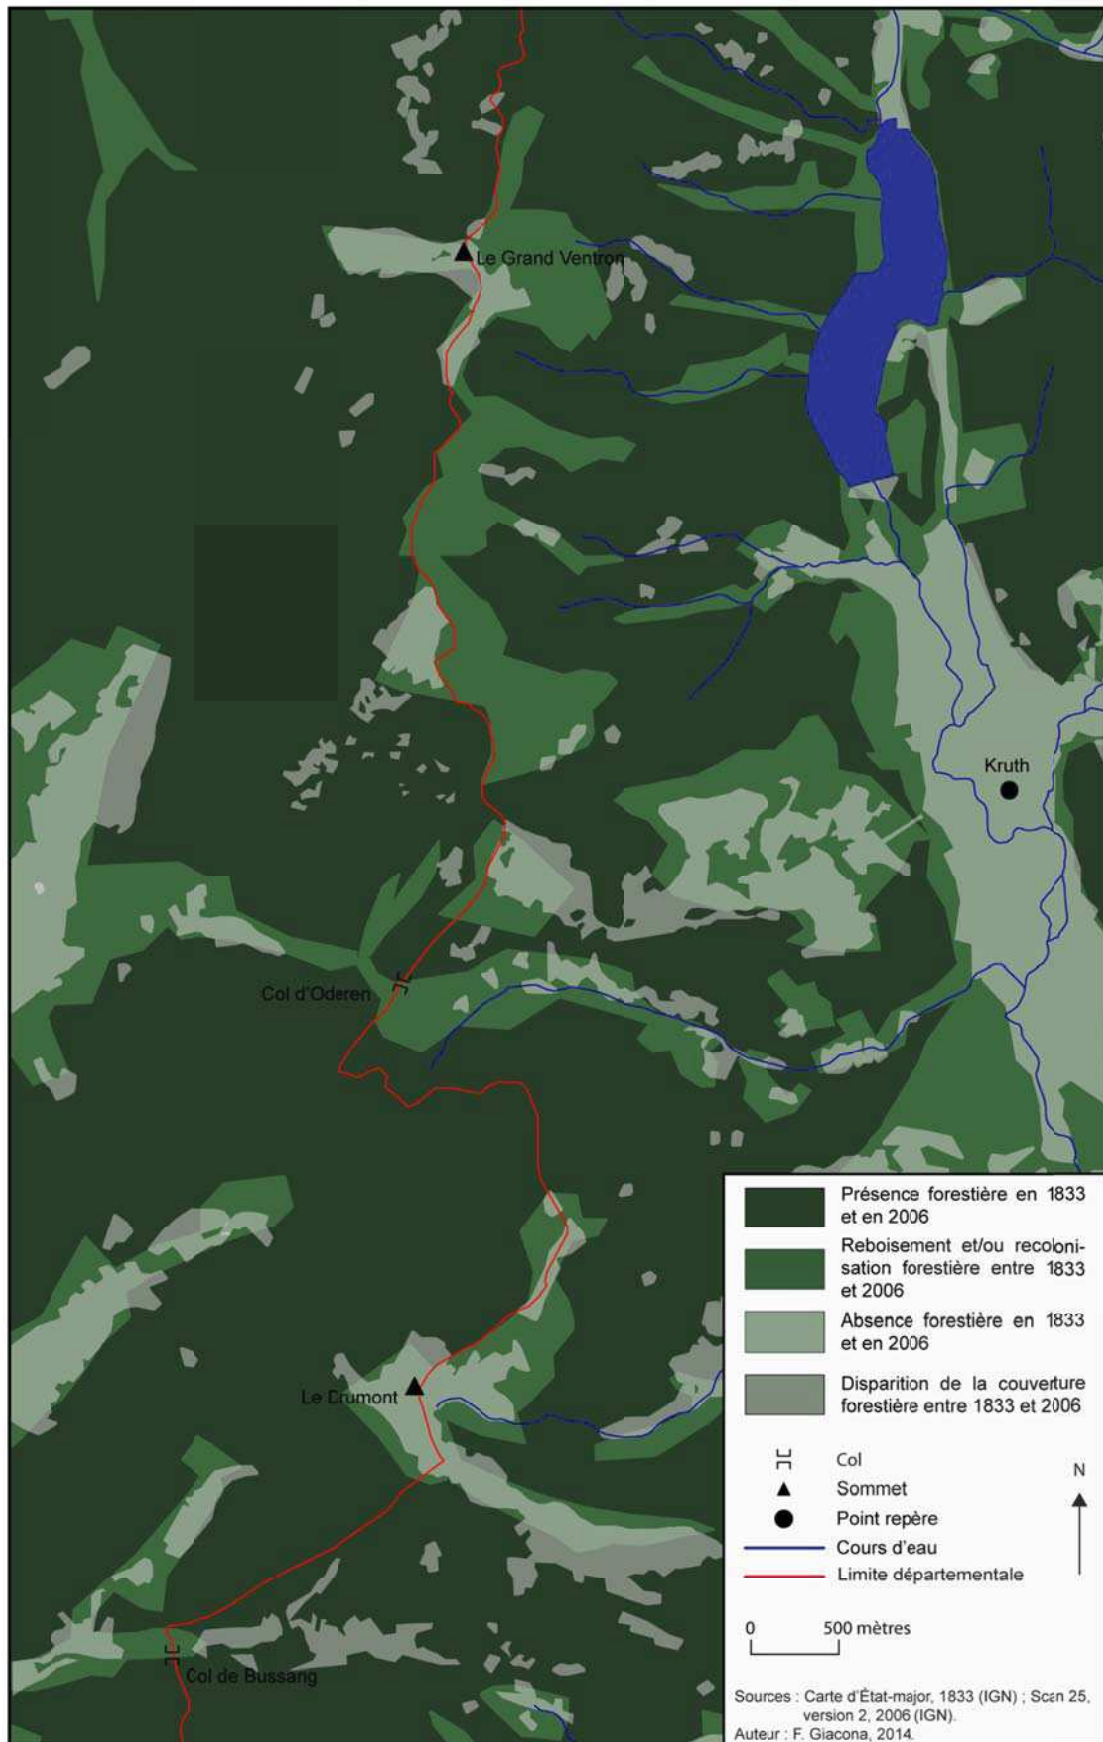 Le Grand Ventron
Kruth
Col d'Oderen
Le Drumont
Col de Bussang
Présence forestière en 1833
et en 2006
Reboisement et/ou recoloni-
sation forestière entre 1833
et 2006
Absence forestière en 1833
et en 2006
Disparition de la couverture
forestière entre 1833 et 2006
Col
Sommet
Point repère
Cours d'eau
Limite départementale
N
0 500 mètres
Sources : Carte d'État-major, 1833 (IGN) ; Scan 25,
version 2, 2006 (IGN).
Auteur : F. Giacona, 2014.